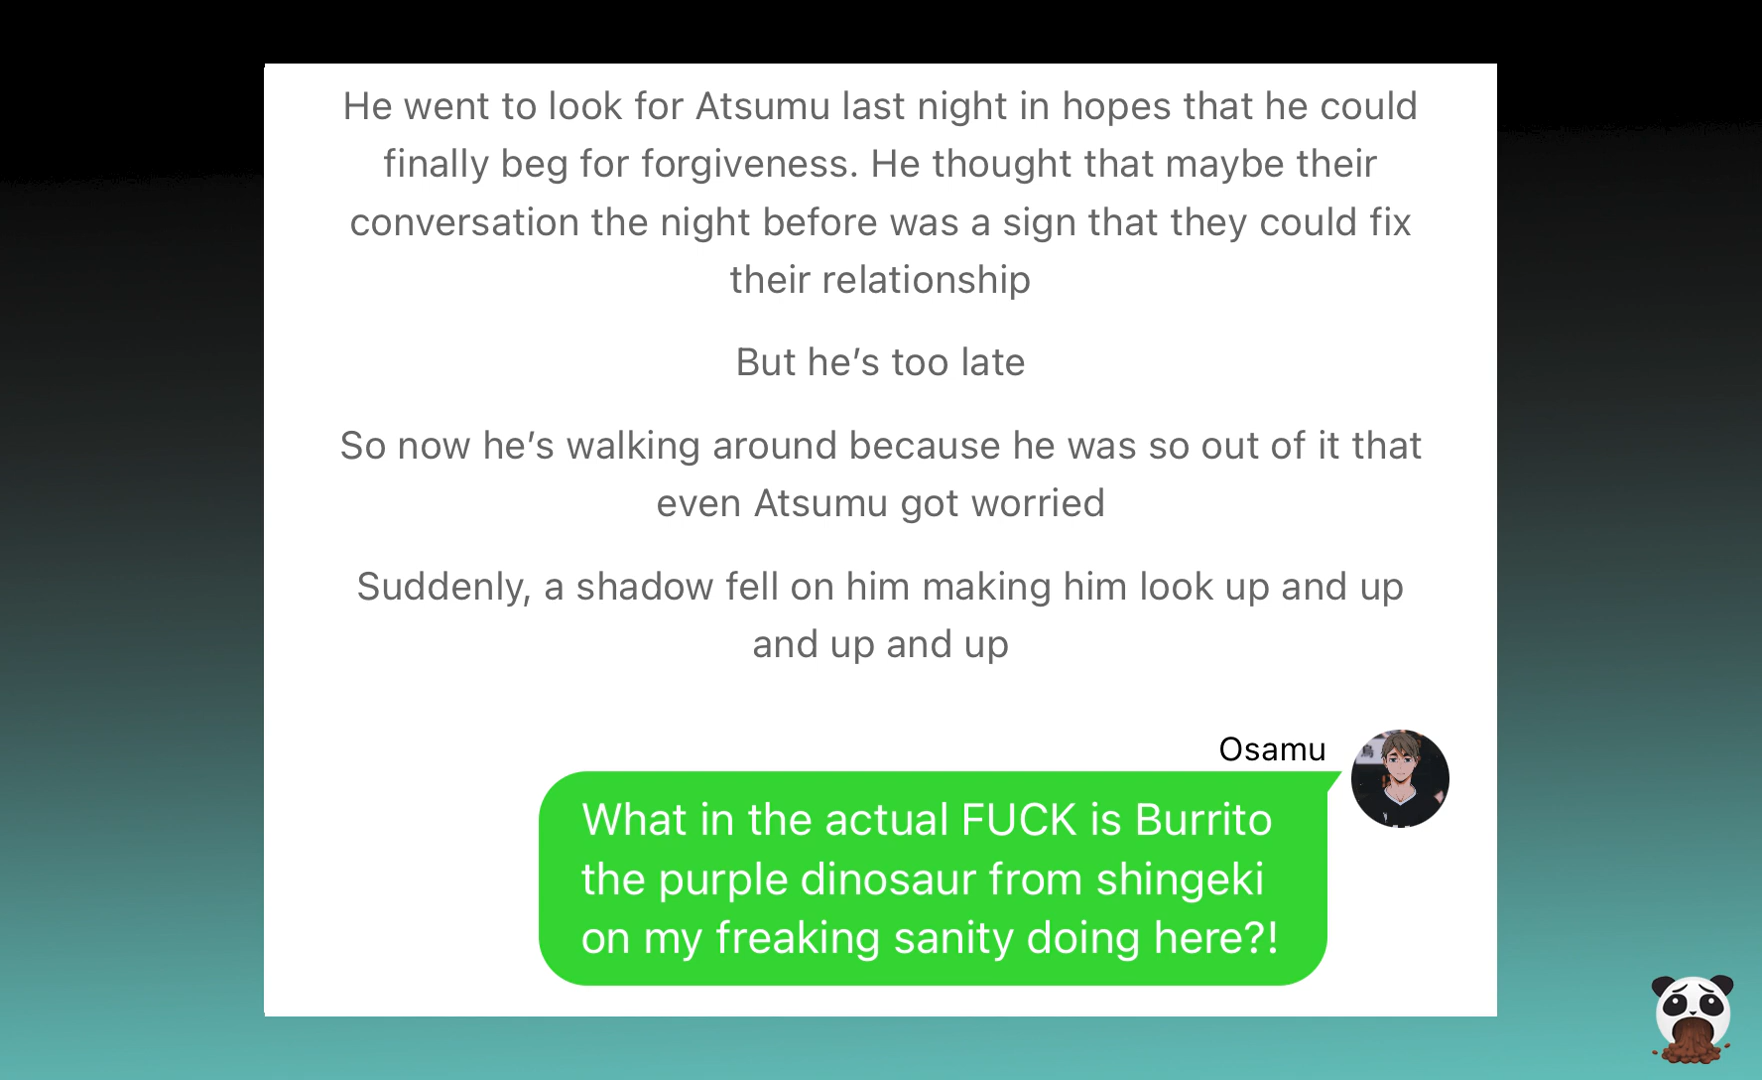 He went to look for Atsumu last night in hopes that he could
finally beg for forgiveness. He thought that maybe their
conversation the night before was a sign that they could fix
their relationship
But he’s too late
So now he’s walking around because he was so out of it that
even Atsumu got worried
Suddenly, a shadow fell on him making him look up and up
and up and up
Osamu
What in the actual FUCK is Burrito
the purple dinosaur from shingeki
on my freaking sanity doing here?!